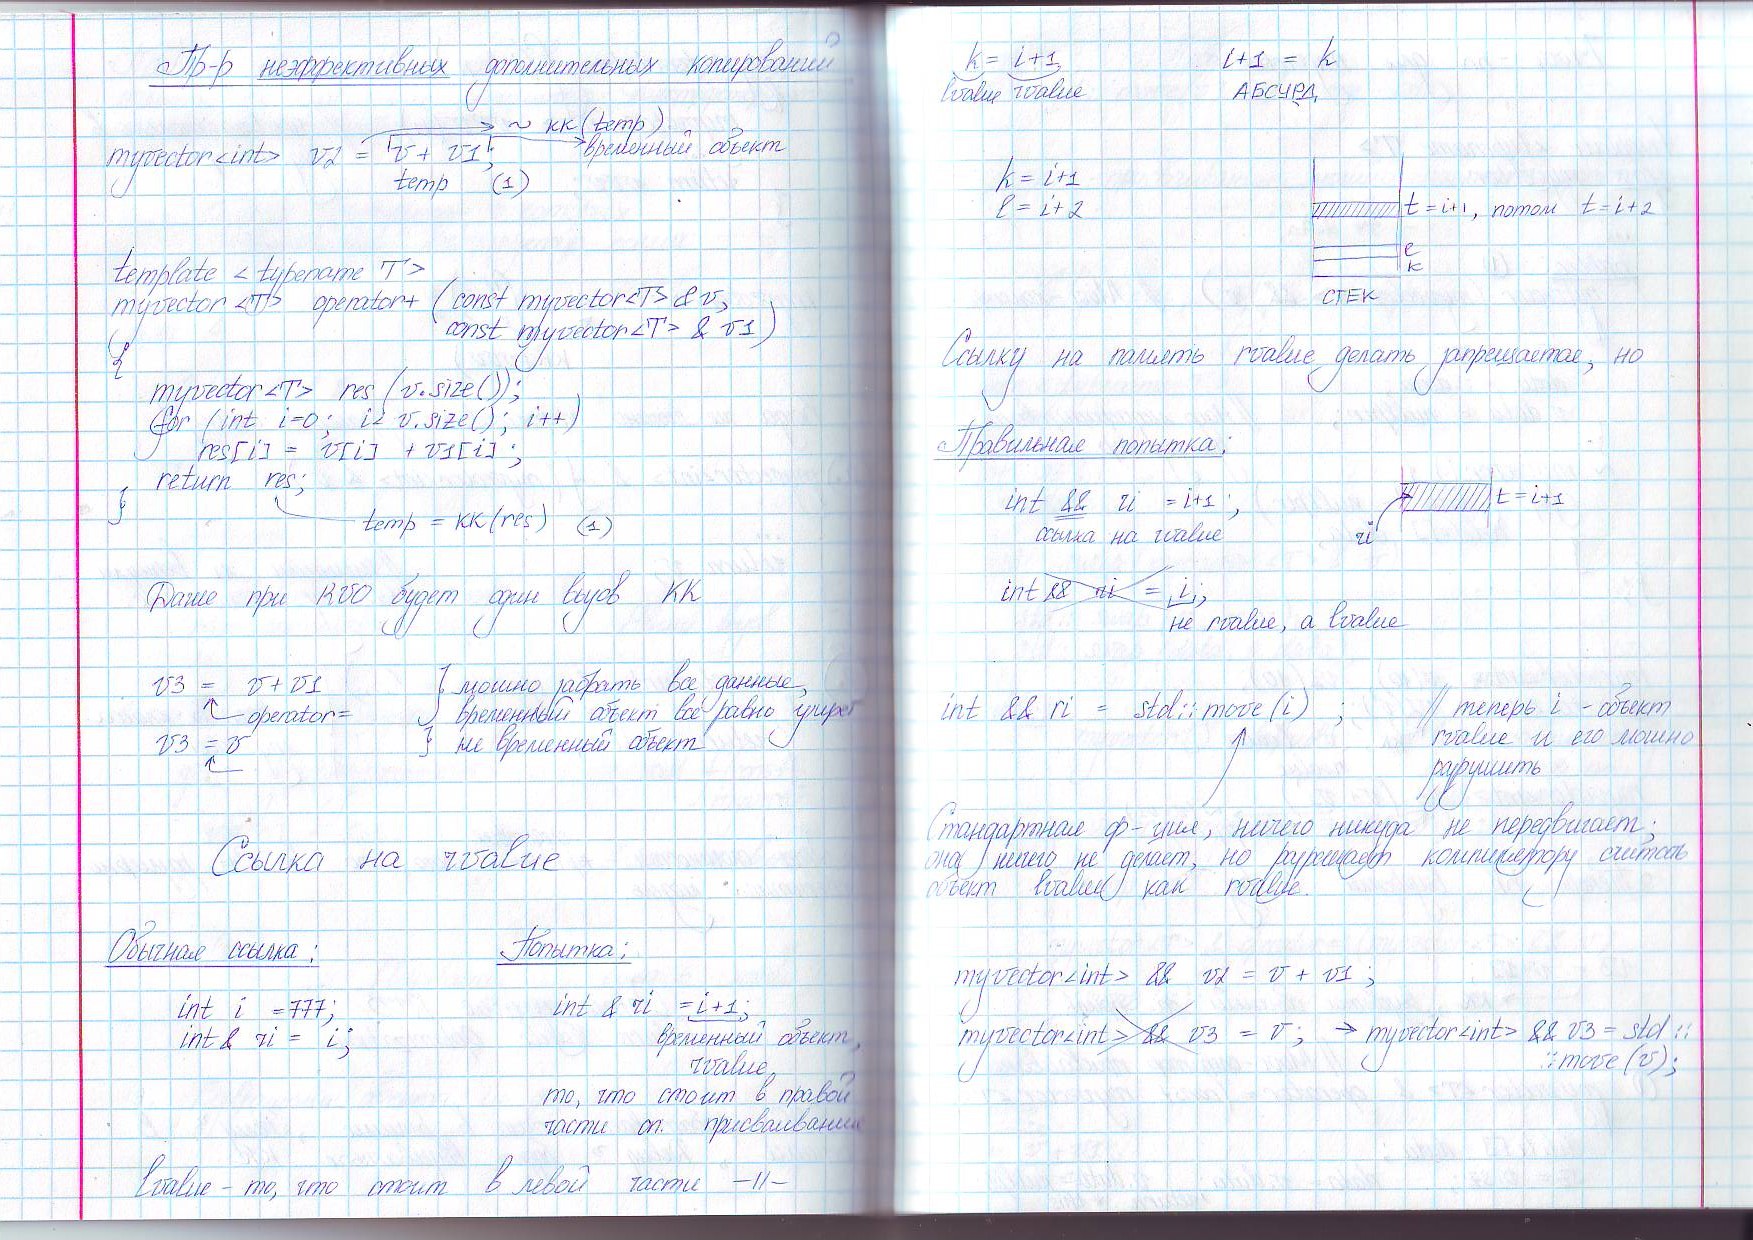 Пр-р неэффективных дополнительных копирований
~ КК(temp)
myvector<int> v2 = v + v1; временный объект
temp (1)
template <typename T>
myvector <T> operator+ (const myvector<T> & v,
const myvector<T> & v1)
{
myvector<T> res (v.size());
for (int i=0; i< v.size(); i++)
res[i] = v[i] + v1[i];
return res;
}
temp = КК(res) (1)
Даже при RVO будет один вызов КК
v3 = v+v1 } можно забрать все данные,
operator= временный объект всё равно умрет
v3 = v } не временный объект
Ссылка на rvalue
Обычная ссылка:
int i = 777;
int& ri = i;
Попытка:
int & ri = i+1;
временный объект,
rvalue,
то, что стоит в правой
части оп. присваивания
lvalue - то, что стоит в левой части -//-
k = i+1, i+1 = k
lvalue rvalue АБСУРД
k = i+1
l = i+2
t = i+1, потом t = i+2
l
k
СТЕК
Ссылку на память rvalue делать запрещается, но
Правильная попытка:
int && ri = i+1;
ссылка на rvalue
t = i+1
ri
int && ri = i;
не rvalue, а lvalue
int && ri = std::move(i) ; // теперь i - объект
rvalue и его можно
разрушить
Стандартная ф-ция, ничего никуда не передвигает;
она ничего не делает, но разрешает компилятору считать
объект lvalue как rvalue.
myvector<int> && v2 = v + v1 ;
myvector<int> && v3 = v; → myvector<int> && v3 = std ::
::move(v);